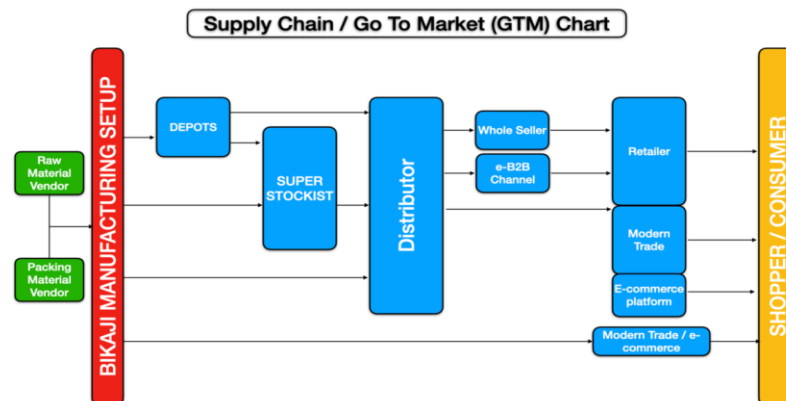 Supply Chain / Go To Market (GTM) Chart
Raw
Material
Vendor
Packing
Material
Vendor
BIKAJI MANUFACTURING SETUP
DEPOTS
SUPER
STOCKIST
Distributor
Whole Seller
e-B2B
Channel
Retailer
Modern
Trade
E-commerce
platform
Modern Trade / e-
commerce
SHOPPER / CONSUMER